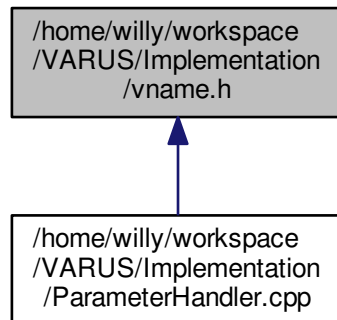 /home/willy/workspace
/VARUS/Implementation
/vname.h
/home/willy/workspace
/VARUS/Implementation
/ParameterHandler.cpp